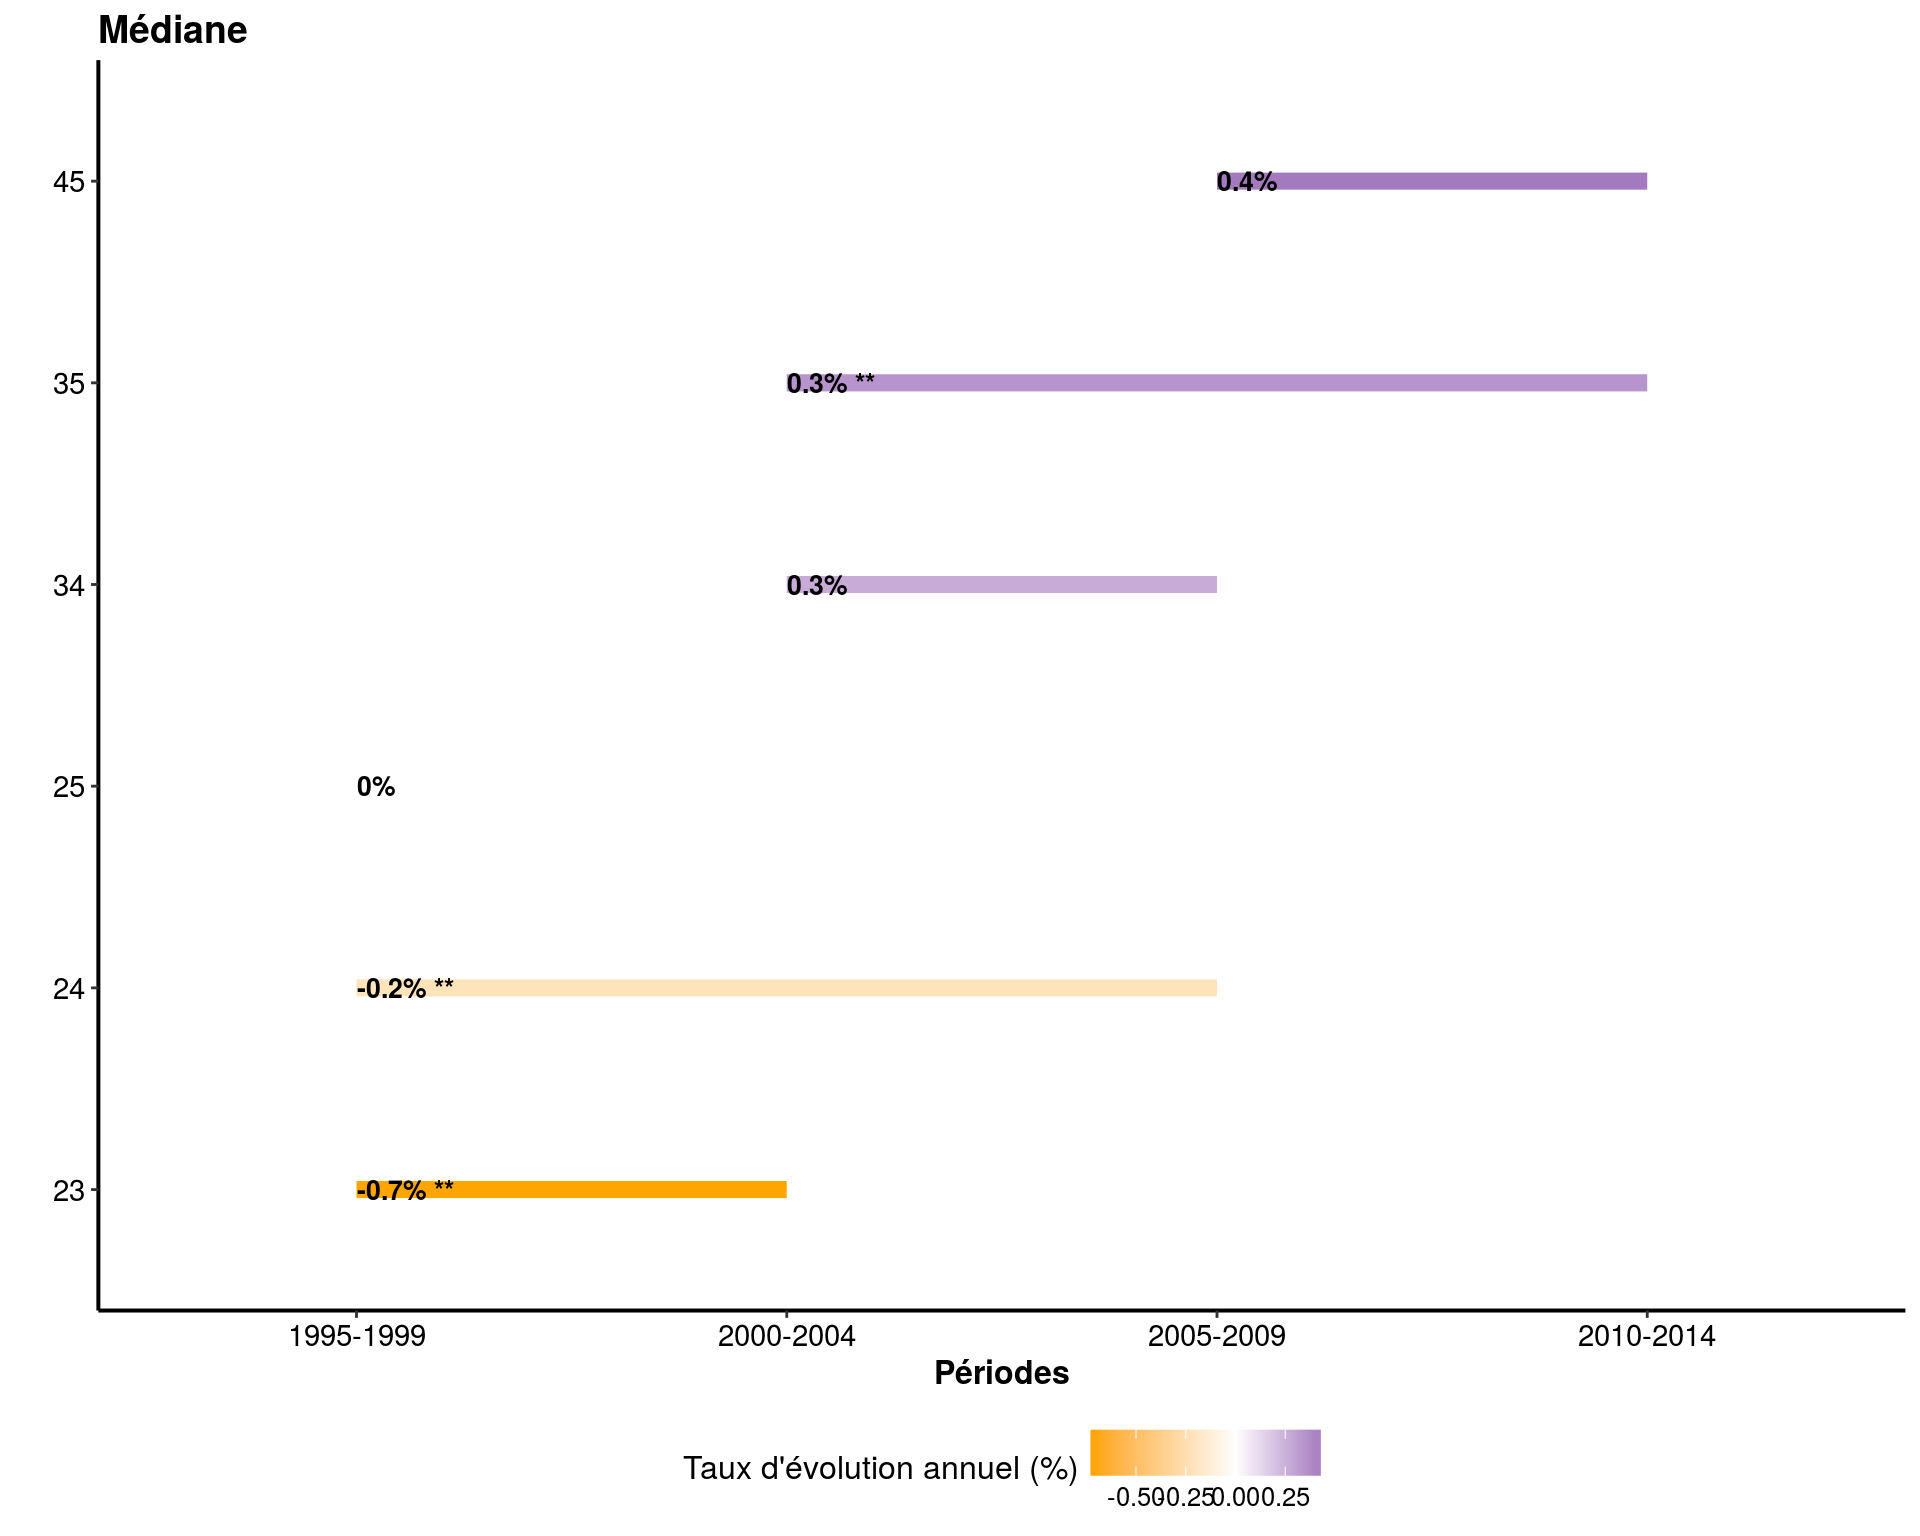 Médiane
45
0.4%
35
0.3% **
34
0.3%
25
0%
24
-0.2% **
23
-0.7% **
1995-1999 2000-2004 2005-2009 2010-2014
Périodes
Taux d'évolution annuel (%)
-0.50 -0.25 0.00 0.25